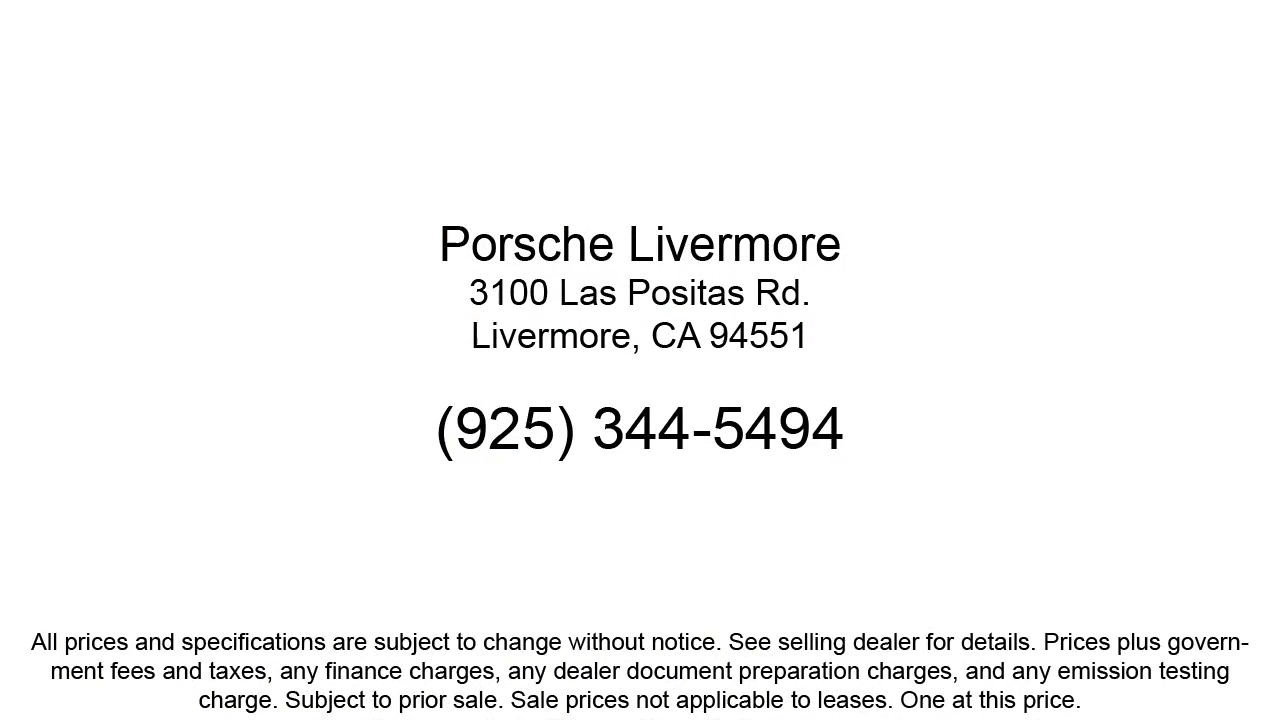 Porsche Livermore
3100 Las Positas Rd.
Livermore, CA 94551
(925) 344-5494
All prices and specifications are subject to change without notice. See selling dealer for details. Prices plus govern-
ment fees and taxes, any finance charges, any dealer document preparation charges, and any emission testing
charge. Subject to prior sale. Sale prices not applicable to leases. One at this price.